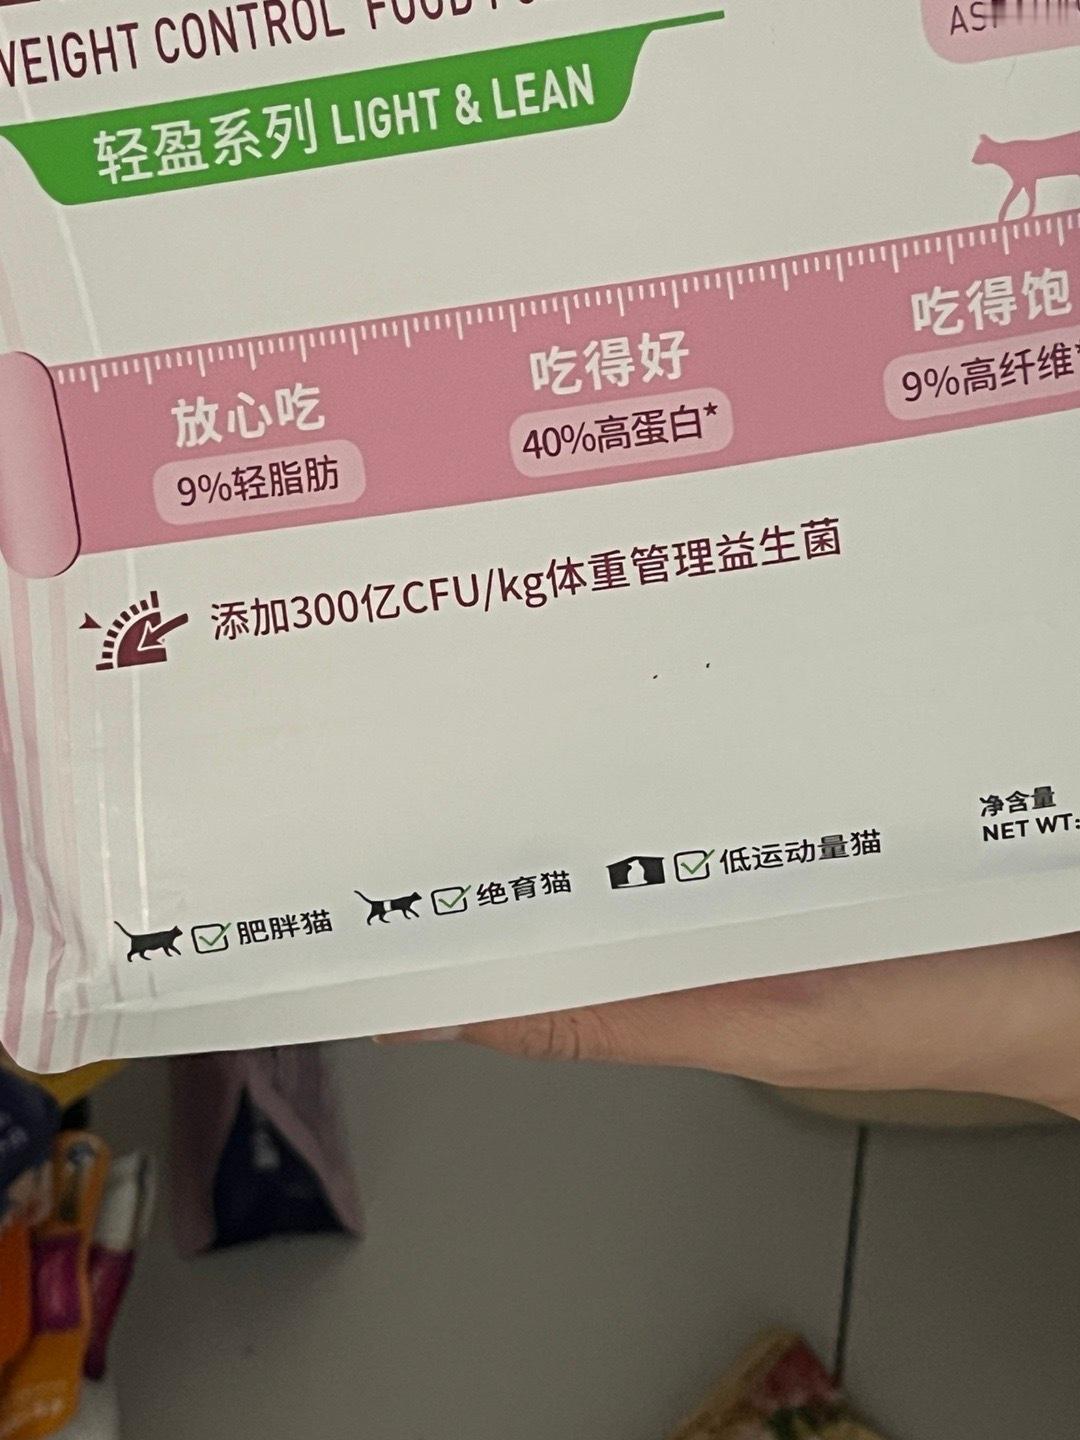 WEIGHT CONTROL FOOD
轻盈系列 LIGHT & LEAN
放心吃
9%轻脂肪
吃得好
40%高蛋白*
吃得饱
9%高纤维*
添加300亿CFU/kg体重管理益生菌
净含量
NET WT:
肥胖猫
绝育猫
低运动量猫